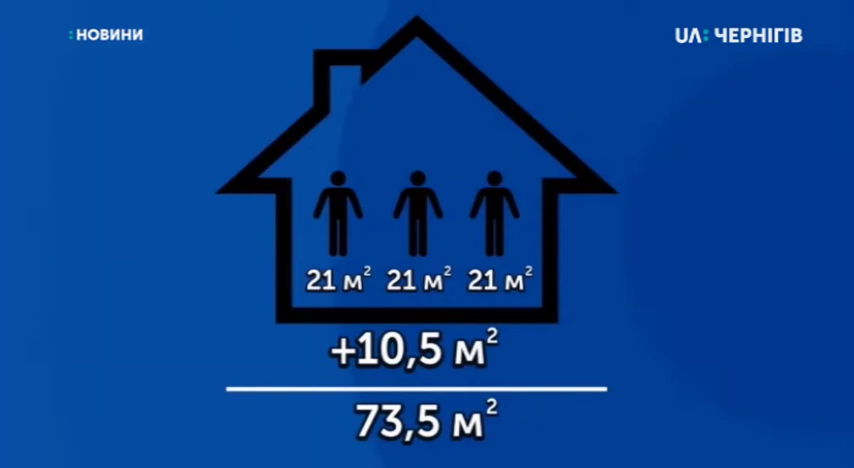 :НОВИНИ
UA: ЧЕРНІГІВ
21 м² 21 м² 21 м²
+10,5 м²
73,5 м²